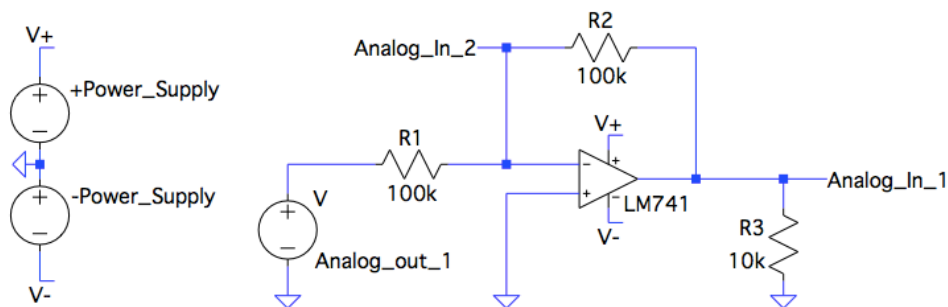 V+
+Power_Supply
-Power_Supply
V-
Analog_In_2
R2
100k
R1
100k
V+
LM741
V-
V
Analog_out_1
Analog_In_1
R3
10k